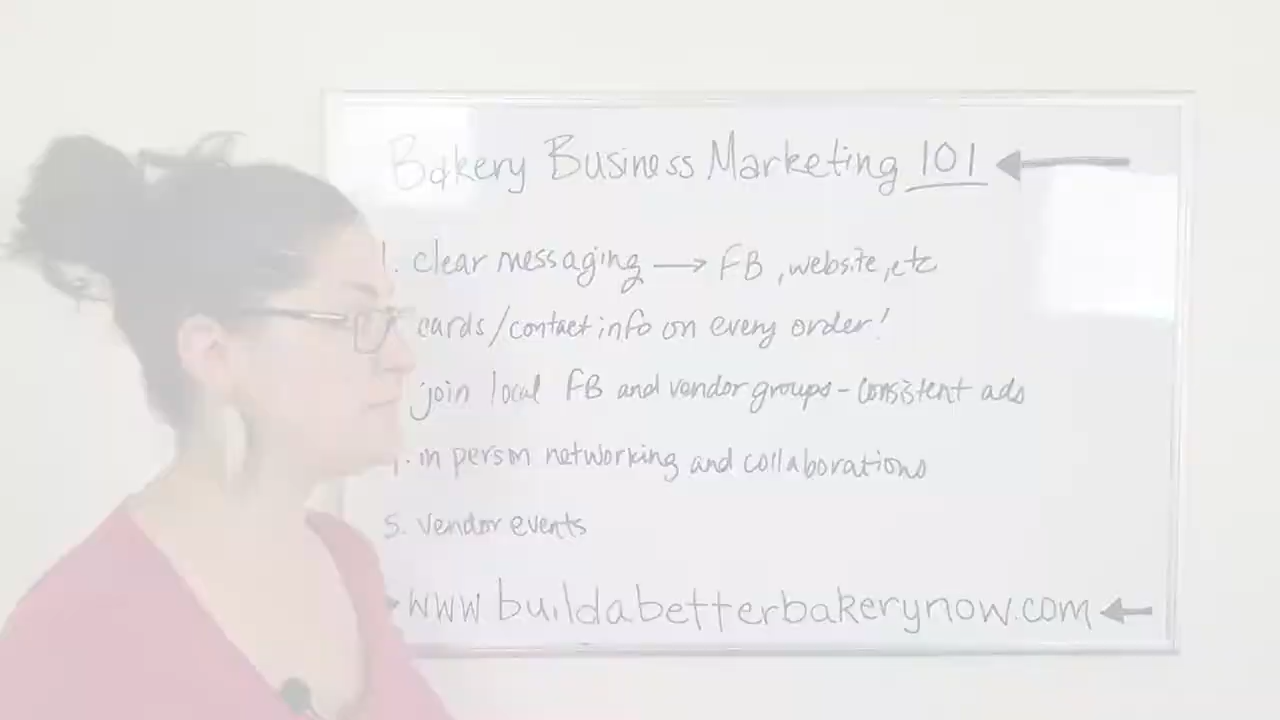 Bakery Business Marketing 101
1. clear messaging → FB, website, etc
cards/contact info on every order!
join local FB and vendor groups - consistent ads
in person networking and collaborations
5. vendor events
www.buildabetterbakerynow.com